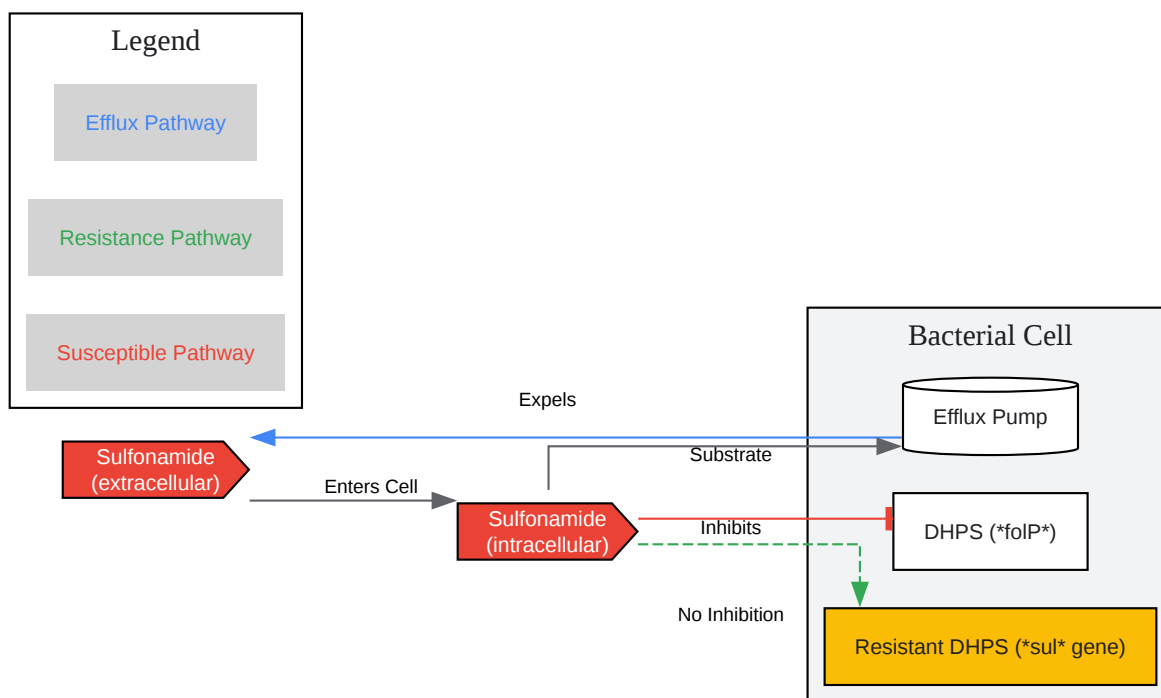 Legend
Efflux Pathway
Resistance Pathway
Susceptible Pathway
Bacterial Cell
Efflux Pump
Expels
Substrate
Sulfonamide
(extracellular)
Enters Cell
Sulfonamide
(intracellular)
Inhibits
DHPS (*folP*)
No Inhibition
Resistant DHPS (*sul* gene)